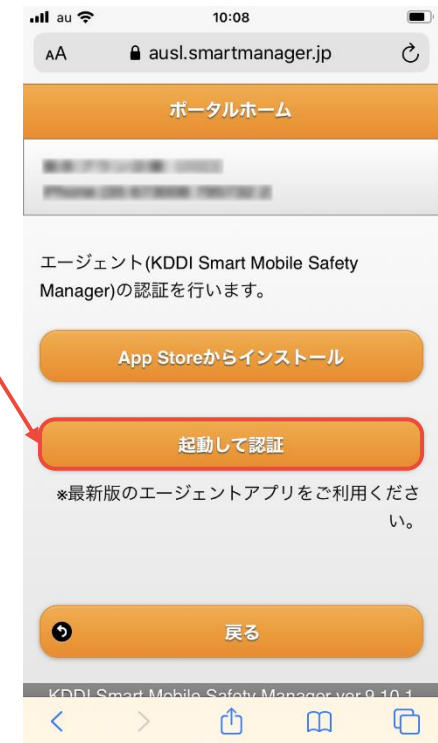 au
10:08
AA
ausl.smartmanager.jp
ポータルホーム
エージェント(KDDI Smart Mobile Safety
Manager)の認証を行います。
App Storeからインストール
起動して認証
※最新版のエージェントアプリをご利用くださ
い。
戻る
KDDI Smart Mobile Safety Manager ver.9.10.1